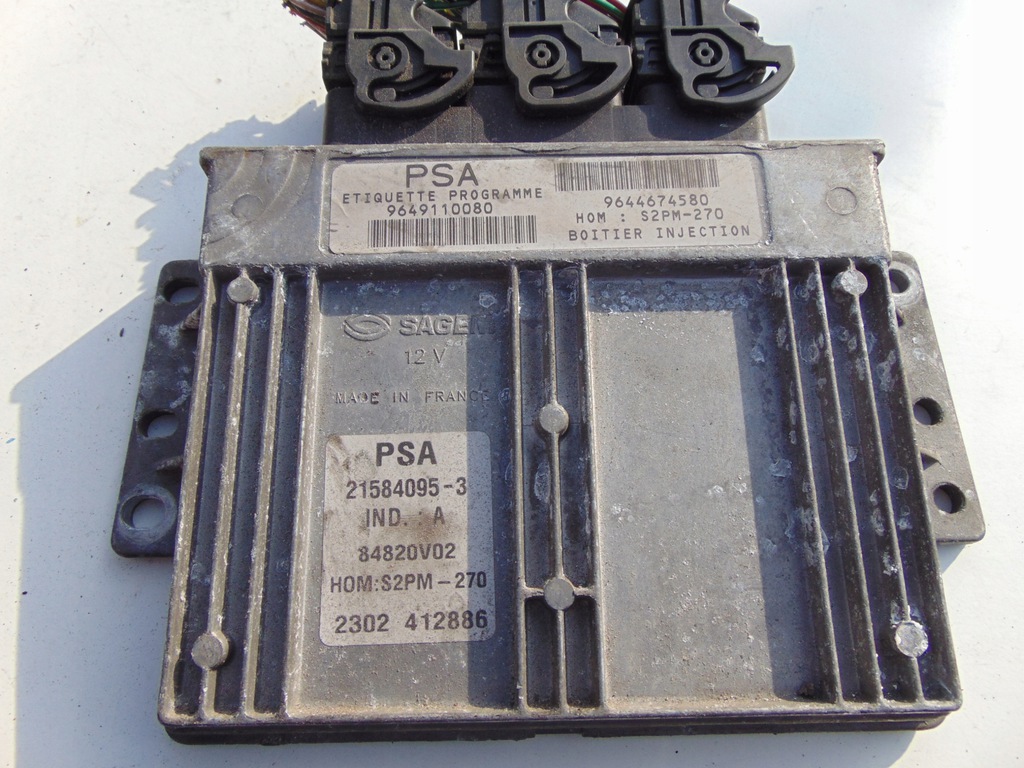 PSA
ETIQUETTE PROGRAMME
9649110080
9644674580
HOM : S2PM-270
BOITIER INJECTION
SAGEM
12 V
MADE IN FRANCE
PSA
21584095-3
IND. : A
84820V02
HOM:S2PM-270
2302 412886